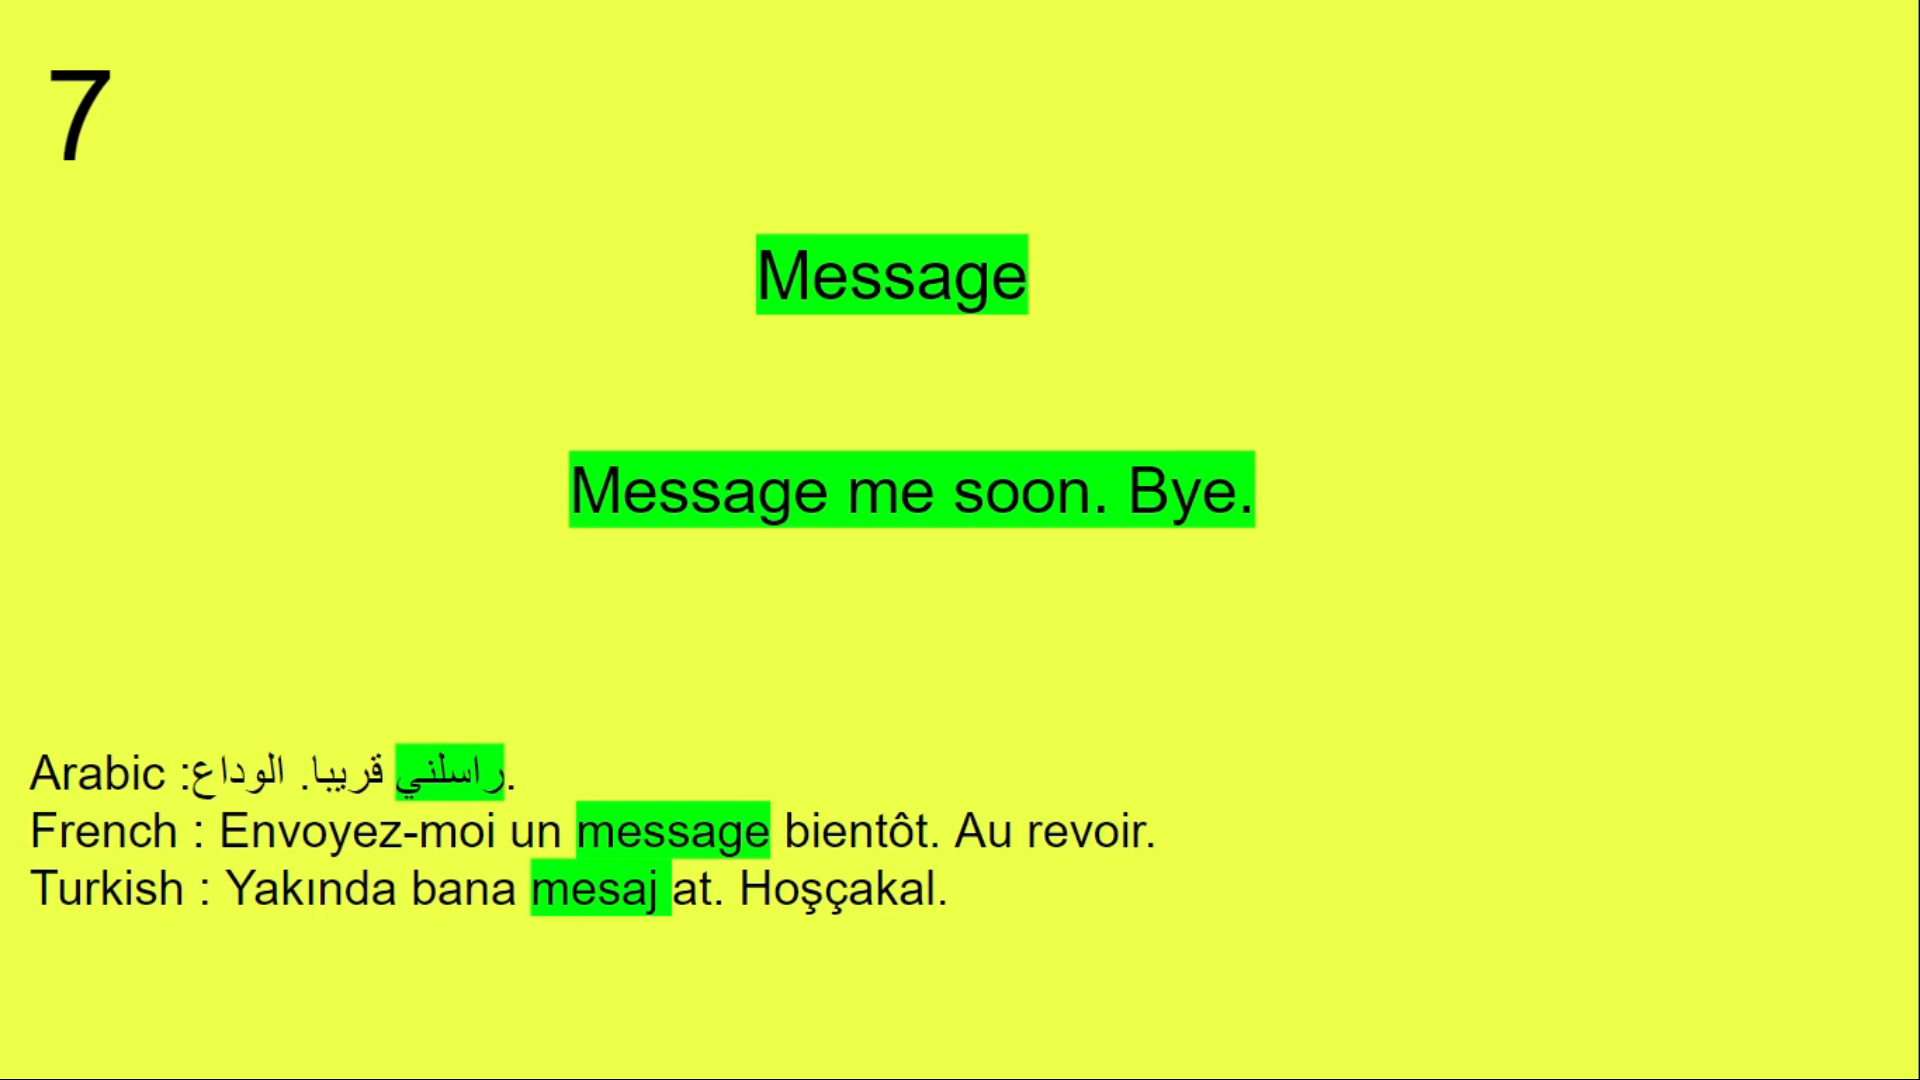 7
Message
Message me soon. Bye.
Arabic :راسلني قريبا. الوداع.
French : Envoyez-moi un message bientôt. Au revoir.
Turkish : Yakında bana mesaj at. Hoşçakal.